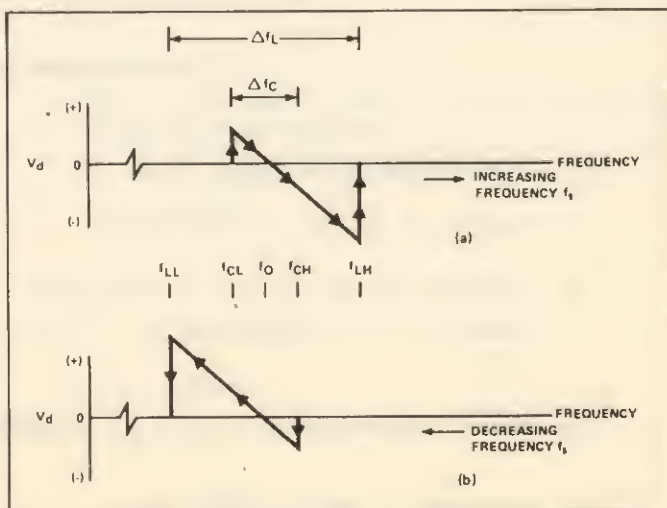 Δf_L
Δf_C
(+)
V_d 0 FREQUENCY
INCREASING
FREQUENCY f_s
(-)
(a)
f_LL f_CL f_O f_CH f_LH
(+)
V_d 0 FREQUENCY
DECREASING
FREQUENCY f_s
(-)
(b)